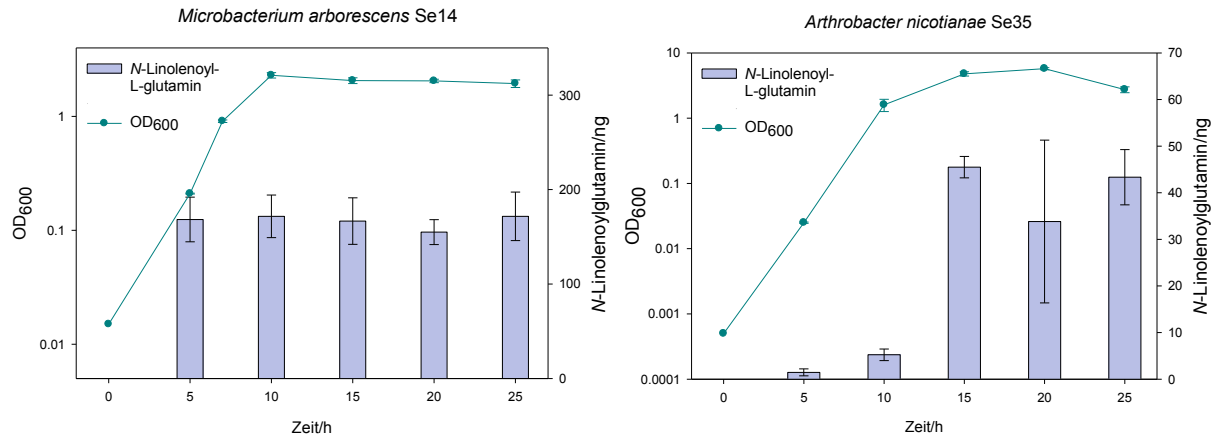 Microbacterium arborescens Se14
N-Linolenoyl-
L-glutamin
OD600
1
0.1
0.01
OD600
300
200
100
0
N-Linolenoylglutamin/ng
0 5 10 15 20 25
Zeit/h
Arthrobacter nicotianae Se35
N-Linolenoyl-
L-glutamin
OD600
10
1
0.1
0.01
0.001
0.0001
OD600
70
60
50
40
30
20
10
0
N-Linolenoylglutamin/ng
0 5 10 15 20 25
Zeit/h